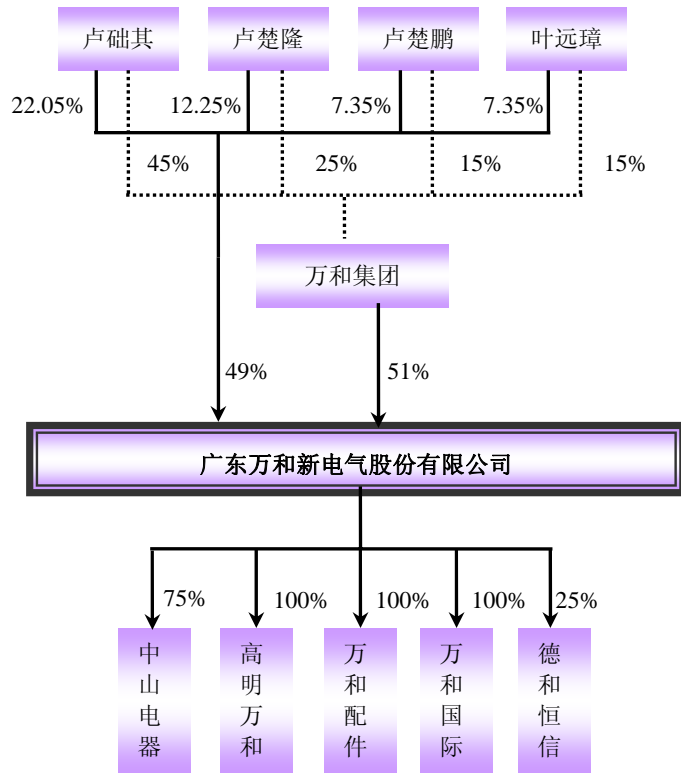 卢础其 卢楚隆 卢楚鹏 叶远璋
22.05% 12.25% 7.35% 7.35%
45% 25% 15% 15%
万和集团
49% 51%
广东万和新电气股份有限公司
75% 100% 100% 100% 25%
中山电器
高明万和
万和配件
万和国际
德和恒信